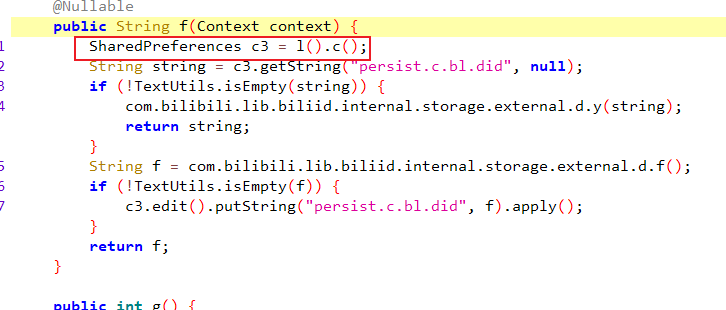 @Nullable
public String f(Context context) {
1 SharedPreferences c3 = l().c();
2 String string = c3.getString("persist.c.bl.did", null);
3 if (!TextUtils.isEmpty(string)) {
4 com.bilibili.lib.biliid.internal.storage.external.d.y(string);
return string;
}
5 String f = com.bilibili.lib.biliid.internal.storage.external.d.f();
6 if (!TextUtils.isEmpty(f)) {
7 c3.edit().putString("persist.c.bl.did", f).apply();
}
return f;
}
public int g() {